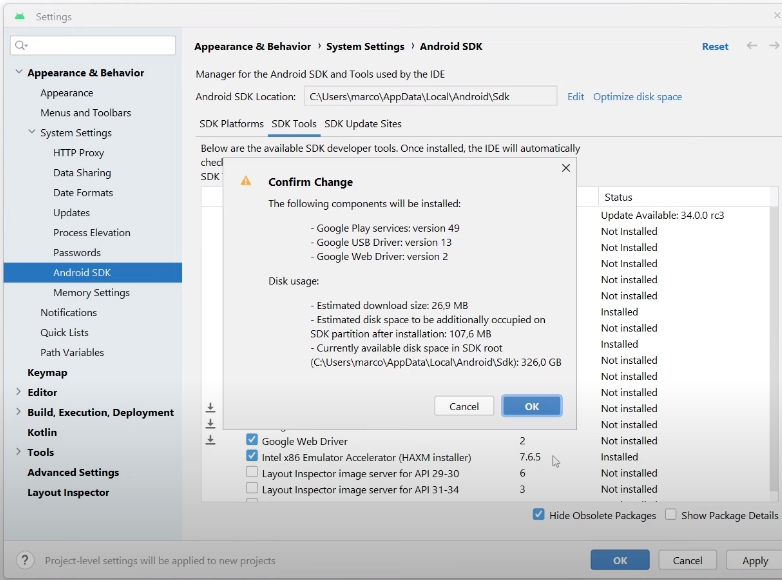 Settings
Appearance & Behavior › System Settings › Android SDK
Reset
Appearance & Behavior
Appearance
Menus and Toolbars
System Settings
HTTP Proxy
Data Sharing
Date Formats
Updates
Process Elevation
Passwords
Android SDK
Memory Settings
Notifications
Quick Lists
Path Variables
Keymap
Editor
Build, Execution, Deployment
Kotlin
Tools
Advanced Settings
Layout Inspector
Manager for the Android SDK and Tools used by the IDE
Android SDK Location: C:\Users\marco\AppData\Local\Android\Sdk Edit Optimize disk space
SDK Platforms SDK Tools SDK Update Sites
Below are the available SDK developer tools. Once installed, the IDE will automatically
chec
SDK
Confirm Change
The following components will be installed:
- Google Play services: version 49
- Google USB Driver: version 13
- Google Web Driver: version 2
Disk usage:
- Estimated download size: 26,9 MB
- Estimated disk space to be additionally occupied on
SDK partition after installation: 107,6 MB
- Currently available disk space in SDK root
(C:\Users\marco\AppData\Local\Android\Sdk): 326,0 GB
Cancel OK
Status
Update Available: 34.0.0 rc3
Not Installed
Not installed
Not installed
Not installed
Not installed
Installed
Not installed
Installed
Not installed
Not installed
Not installed
Not installed
Not installed
Google Web Driver 2 Not installed
Intel x86 Emulator Accelerator (HAXM installer) 7.6.5 Installed
Layout Inspector image server for API 29-30 6 Not installed
Layout Inspector image server for API 31-34 3 Not installed
Hide Obsolete Packages Show Package Details
? Project-level settings will be applied to new projects
OK Cancel Apply